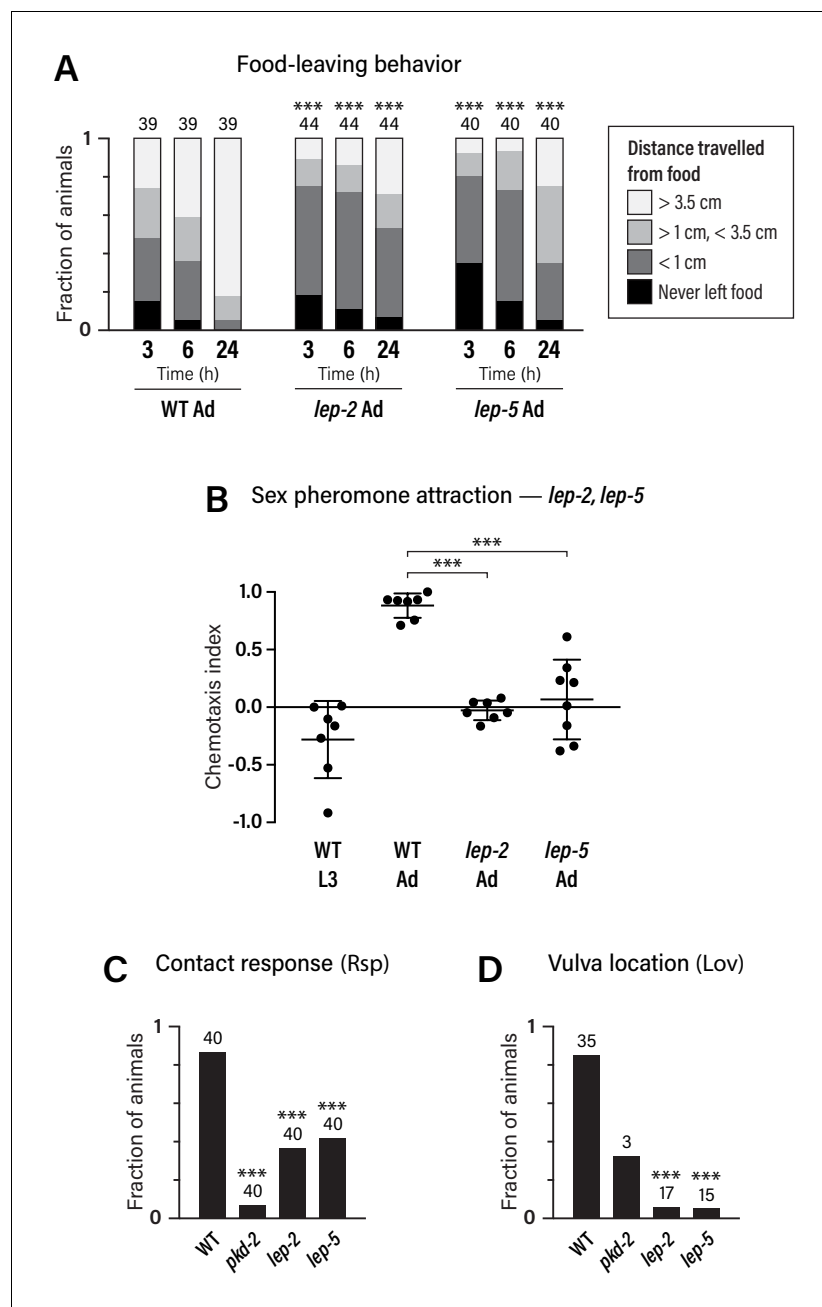 A Food-leaving behavior
*** *** *** *** *** ***
39 39 39 44 44 44 40 40 40
1
Fraction of animals
0
3 6 24 3 6 24 3 6 24
Time (h) Time (h) Time (h)
WT Ad lep-2 Ad lep-5 Ad
Distance travelled
from food
> 3.5 cm
> 1 cm, < 3.5 cm
< 1 cm
Never left food
B Sex pheromone attraction — lep-2, lep-5
***
***
Chemotaxis index
1.0
0.5
0.0
-0.5
-1.0
WT WT lep-2 lep-5
L3 Ad Ad Ad
C Contact response (Rsp)
Fraction of animals
1
0
40
***
40
***
40
***
40
WT pkd-2 lep-2 lep-5
D Vulva location (Lov)
Fraction of animals
1
0
35
3
***
17
***
15
WT pkd-2 lep-2 lep-5